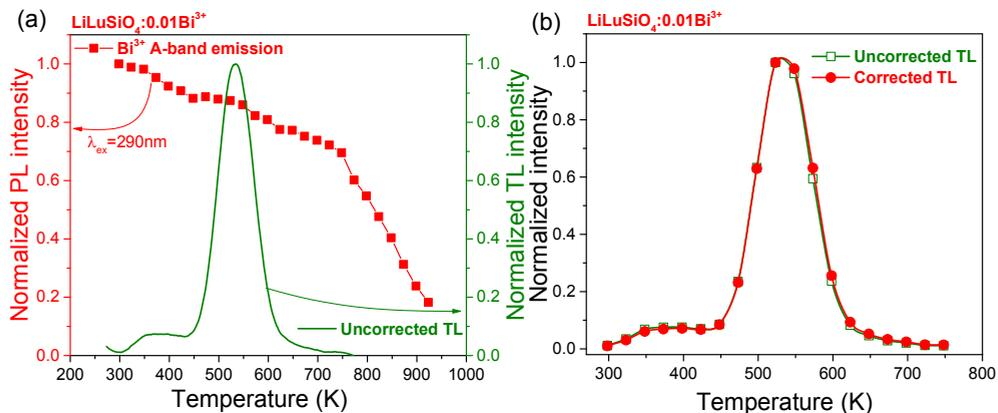 (a)
LiLuSiO₄:0.01Bi³⁺
Bi³⁺ A-band emission
λex=290nm
Uncorrected TL
Normalized PL intensity
1.0
0.8
0.6
0.4
0.2
0.0
Normalized TL intensity
1.0
0.8
0.6
0.4
0.2
0.0
200 300 400 500 600 700 800 900 1000
Temperature (K)
(b)
LiLuSiO₄:0.01Bi³⁺
Uncorrected TL
Corrected TL
Normalized intensity
1.0
0.8
0.6
0.4
0.2
0.0
300 400 500 600 700 800
Temperature (K)